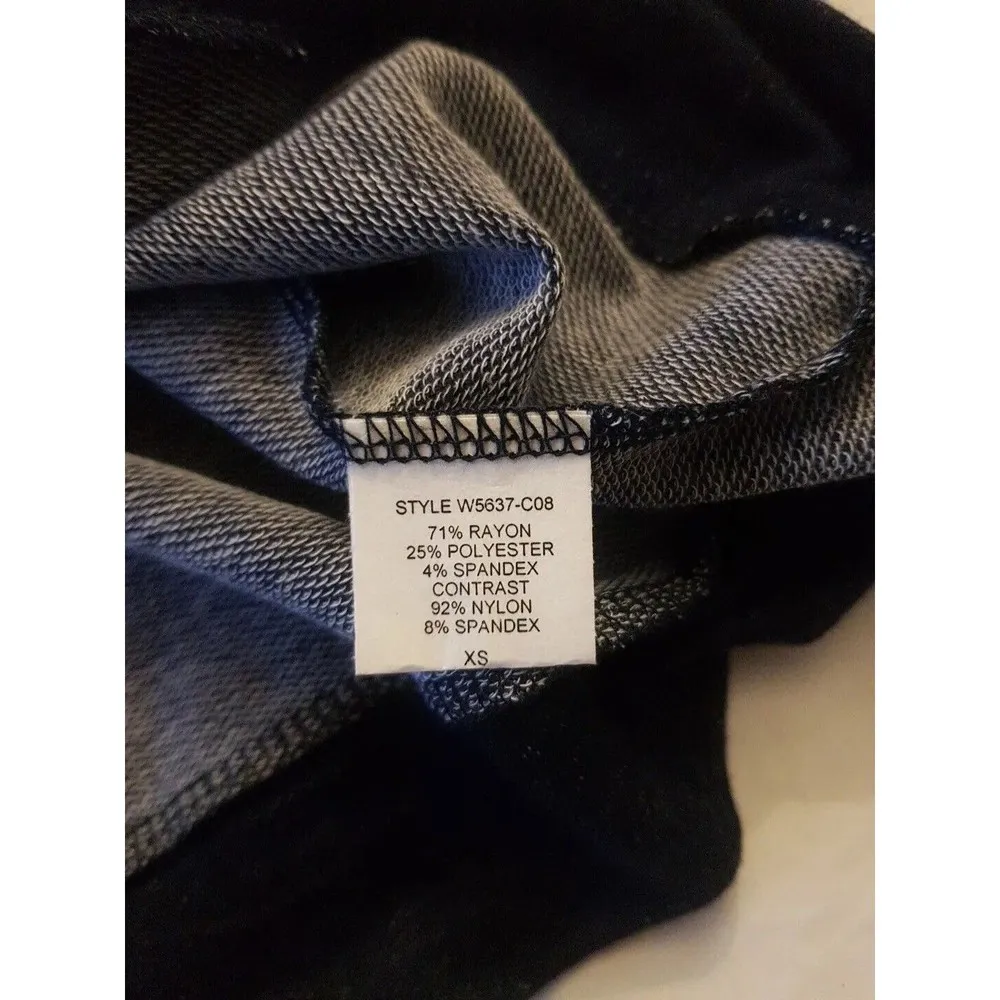 STYLE W5637-C08
71% RAYON
25% POLYESTER
4% SPANDEX
CONTRAST
92% NYLON
8% SPANDEX
XS